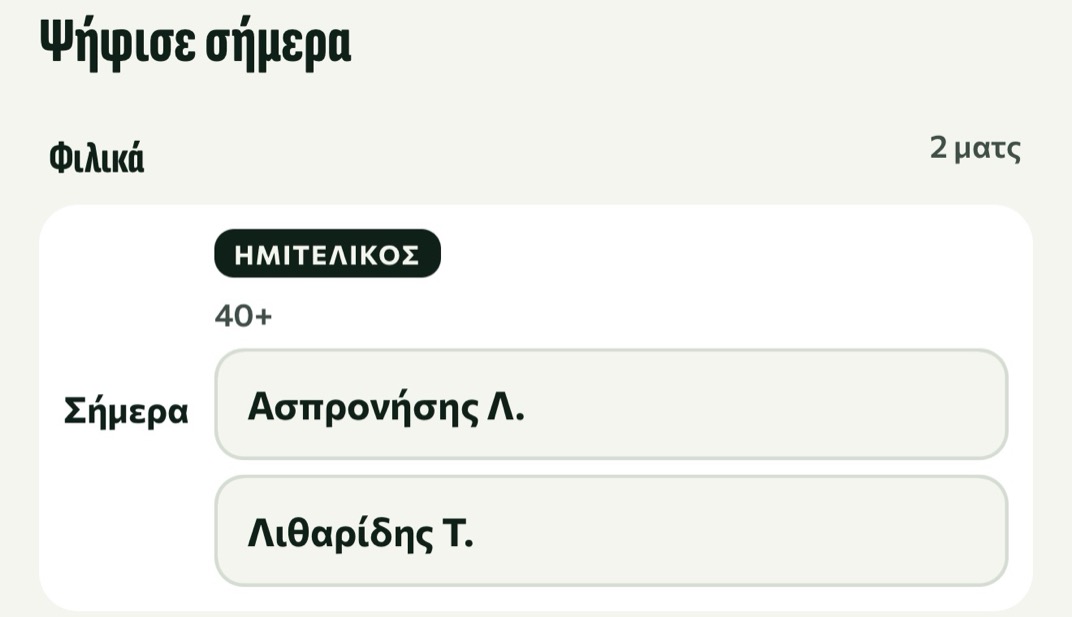 Ψήφισε σήμερα
Φιλικά
2 ματς
ΗΜΙΤΕΛΙΚΟΣ
40+
Σήμερα
Ασπρονήσης Λ.
Λιθαρίδης Τ.